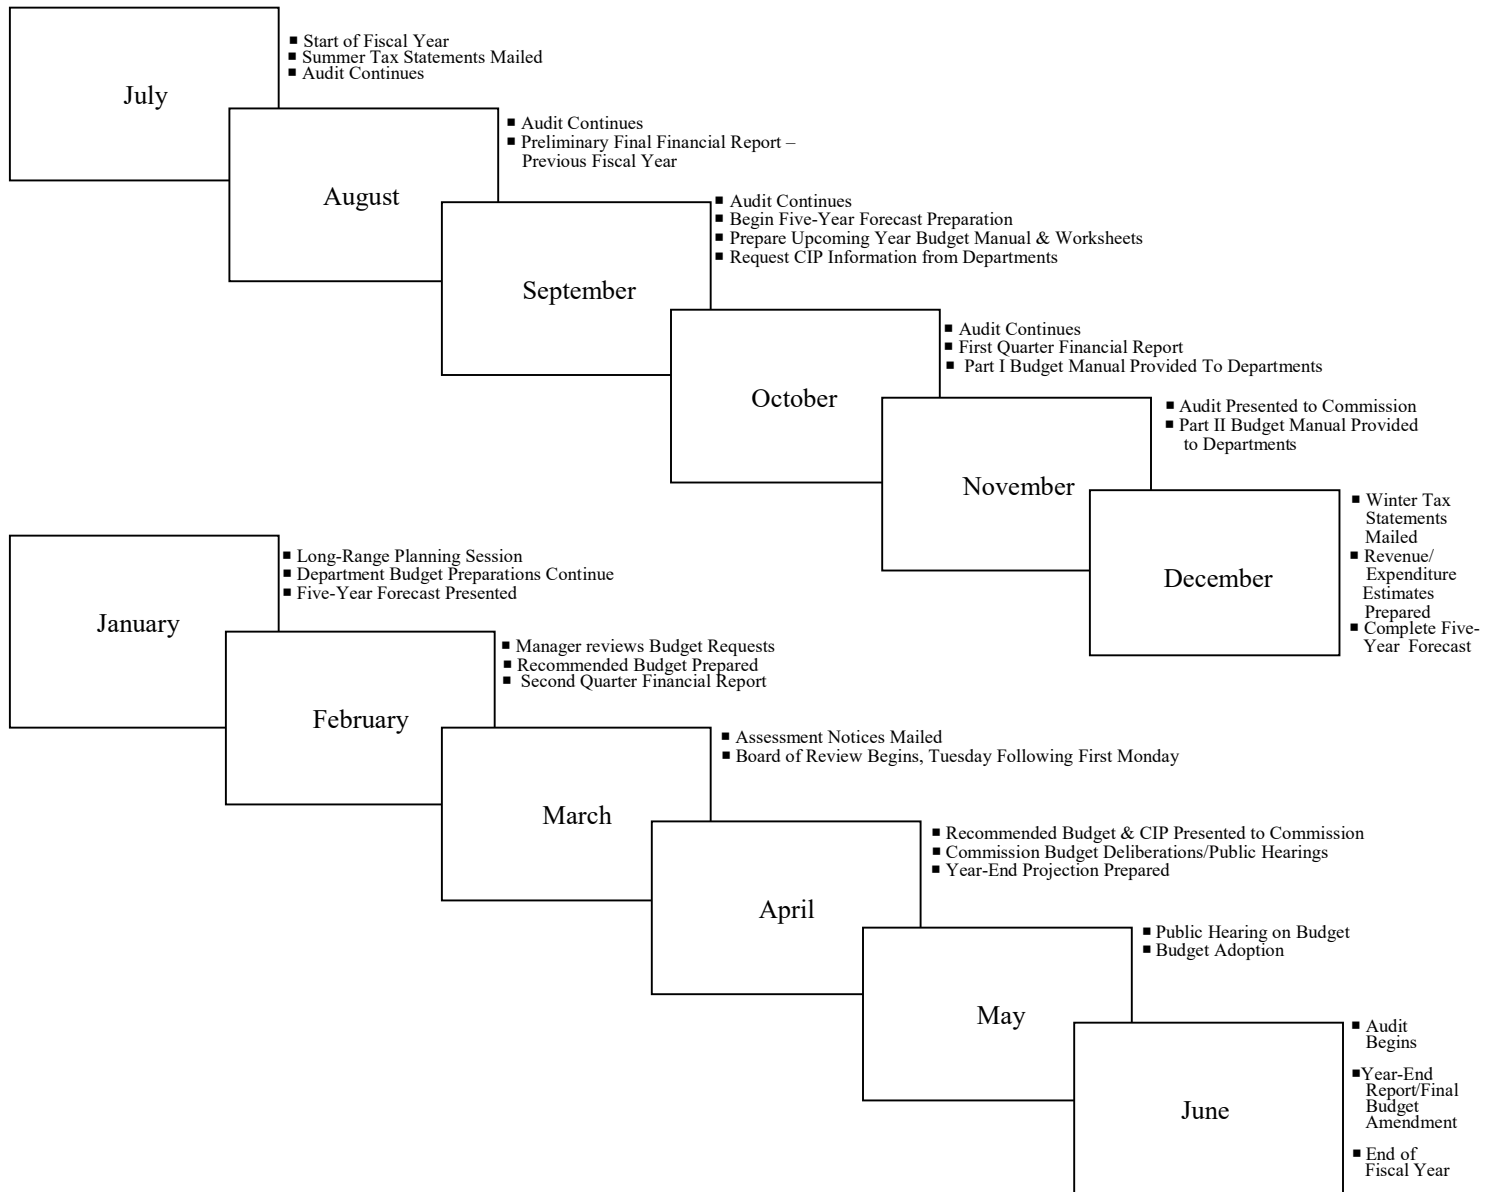 July
■ Start of Fiscal Year
■ Summer Tax Statements Mailed
■ Audit Continues
August
■ Audit Continues
■ Preliminary Final Financial Report –
Previous Fiscal Year
September
■ Audit Continues
■ Begin Five-Year Forecast Preparation
■ Prepare Upcoming Year Budget Manual & Worksheets
■ Request CIP Information from Departments
October
■ Audit Continues
■ First Quarter Financial Report
■ Part I Budget Manual Provided To Departments
November
■ Audit Presented to Commission
■ Part II Budget Manual Provided
to Departments
December
■ Winter Tax
Statements
Mailed
■ Revenue/
Expenditure
Estimates
Prepared
■ Complete Five-
Year Forecast
January
■ Long-Range Planning Session
■ Department Budget Preparations Continue
■ Five-Year Forecast Presented
February
■ Manager reviews Budget Requests
■ Recommended Budget Prepared
■ Second Quarter Financial Report
March
■ Assessment Notices Mailed
■ Board of Review Begins, Tuesday Following First Monday
April
■ Recommended Budget & CIP Presented to Commission
■ Commission Budget Deliberations/Public Hearings
■ Year-End Projection Prepared
May
■ Public Hearing on Budget
■ Budget Adoption
June
■ Audit
Begins
■Year-End
Report/Final
Budget
Amendment
■ End of
Fiscal Year